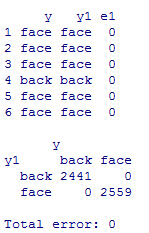 y y1 e1
1 face face 0
2 face face 0
3 face face 0
4 back back 0
5 face face 0
6 face face 0
y
y1 back face
back 2441 0
face 0 2559
Total error: 0